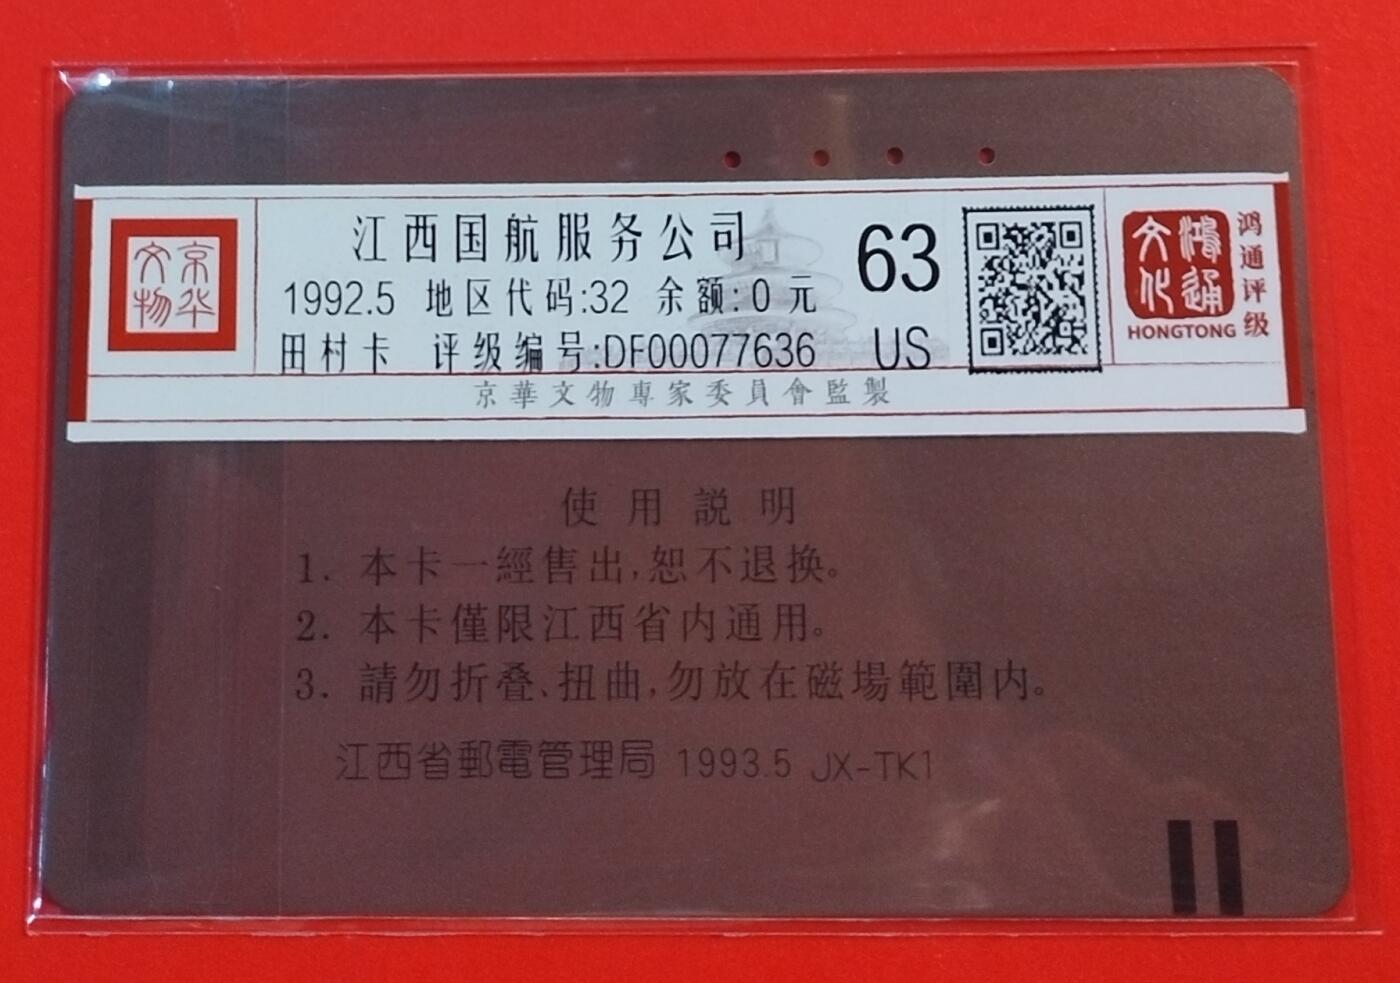 京华文物
江西国航服务公司
1992.5 地区代码:32 余额:0 元
田村卡 评级编号:DF00077636
63
US
鸿通文化
HONGTONG
鸿通评级
京華文物專家委員會監製
使用説明
1. 本卡一經售出,恕不退换。
2. 本卡僅限江西省内通用。
3. 請勿折叠、扭曲,勿放在磁場範圍内。
江西省郵電管理局 1993.5 JX-TK1